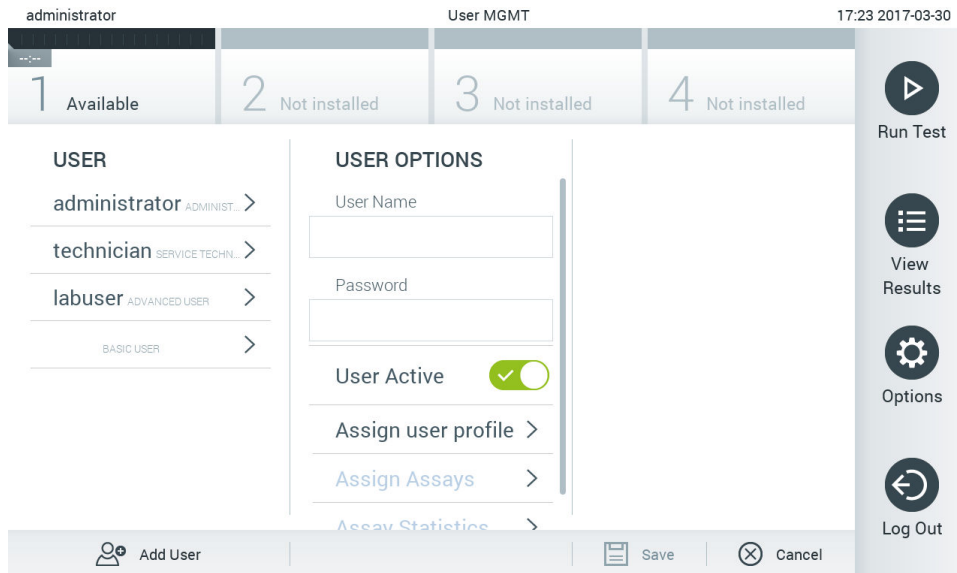 administrator
User MGMT
17:23 2017-03-30
--:--
1 Available
2 Not installed
3 Not installed
4 Not installed
USER
administrator ADMINIST...
technician SERVICE TECHN...
labuser ADVANCED USER
BASIC USER
USER OPTIONS
User Name
Password
User Active
Assign user profile
Assign Assays
Assay Statistics
Run Test
View
Results
Options
Log Out
Add User
Save
Cancel